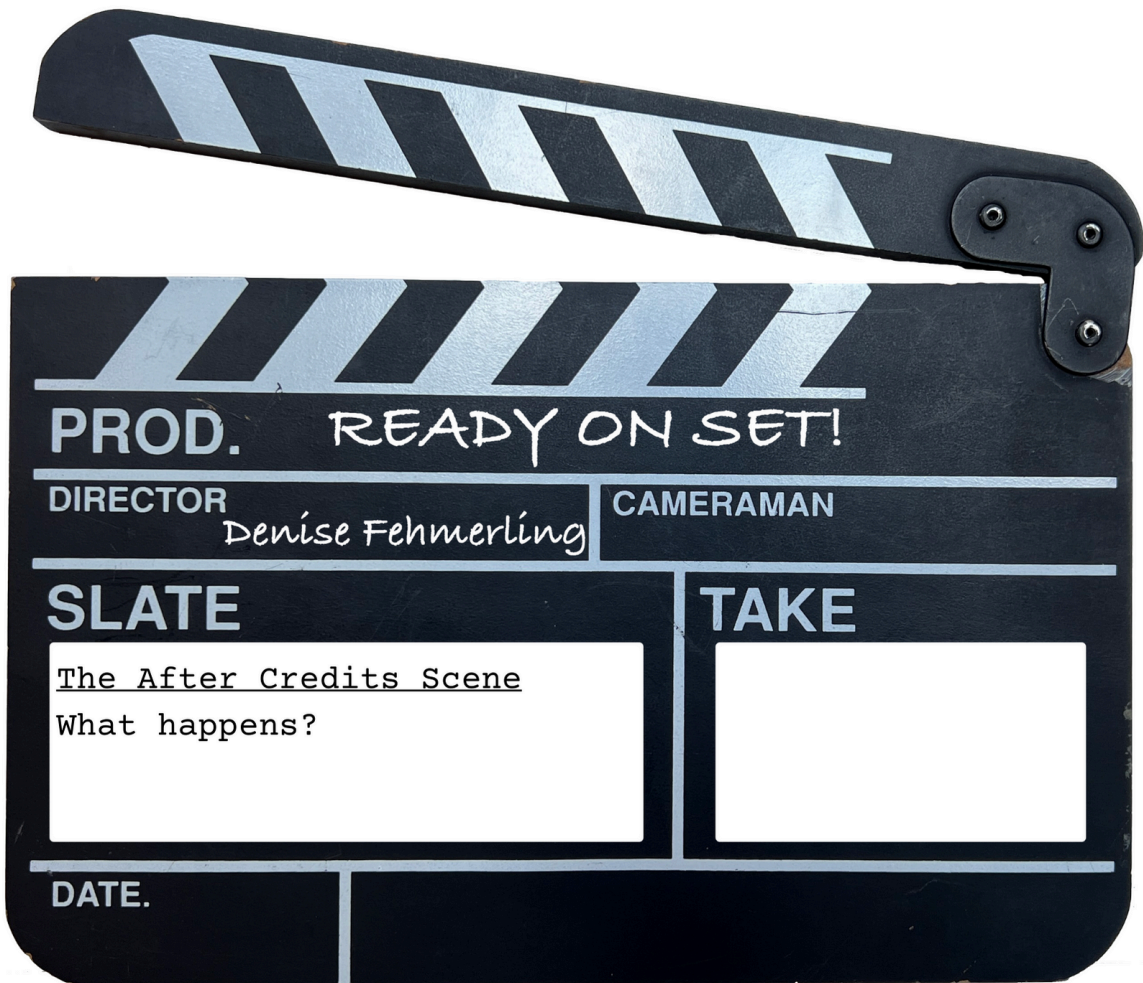 PROD. READY ON SET!
DIRECTOR
Denise Fehmerling
CAMERAMAN
SLATE
The After Credits Scene
What happens?
TAKE
DATE.